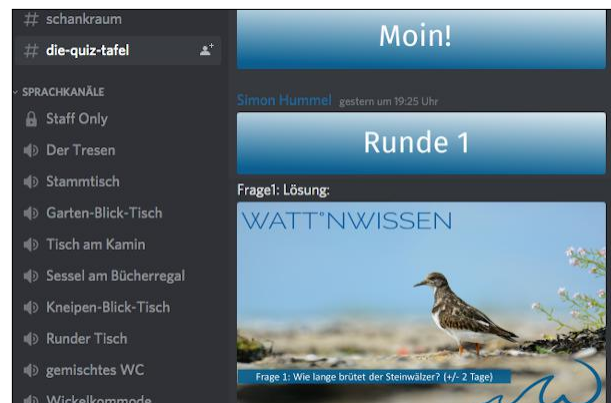 # schankraum
# die-quiz-tafel
SPRACHKANÄLE
Staff Only
Der Tresen
Stammtisch
Garten-Blick-Tisch
Tisch am Kamin
Sessel am Bücherregal
Kneipen-Blick-Tisch
Runder Tisch
gemischtes WC
Wickelkommode
Moin!
Simon Hummel gestern um 19:25 Uhr
Runde 1
Frage1: Lösung:
WATT°NWISSEN
Frage 1: Wie lange brütet der Steinwälzer? (+/- 2 Tage)